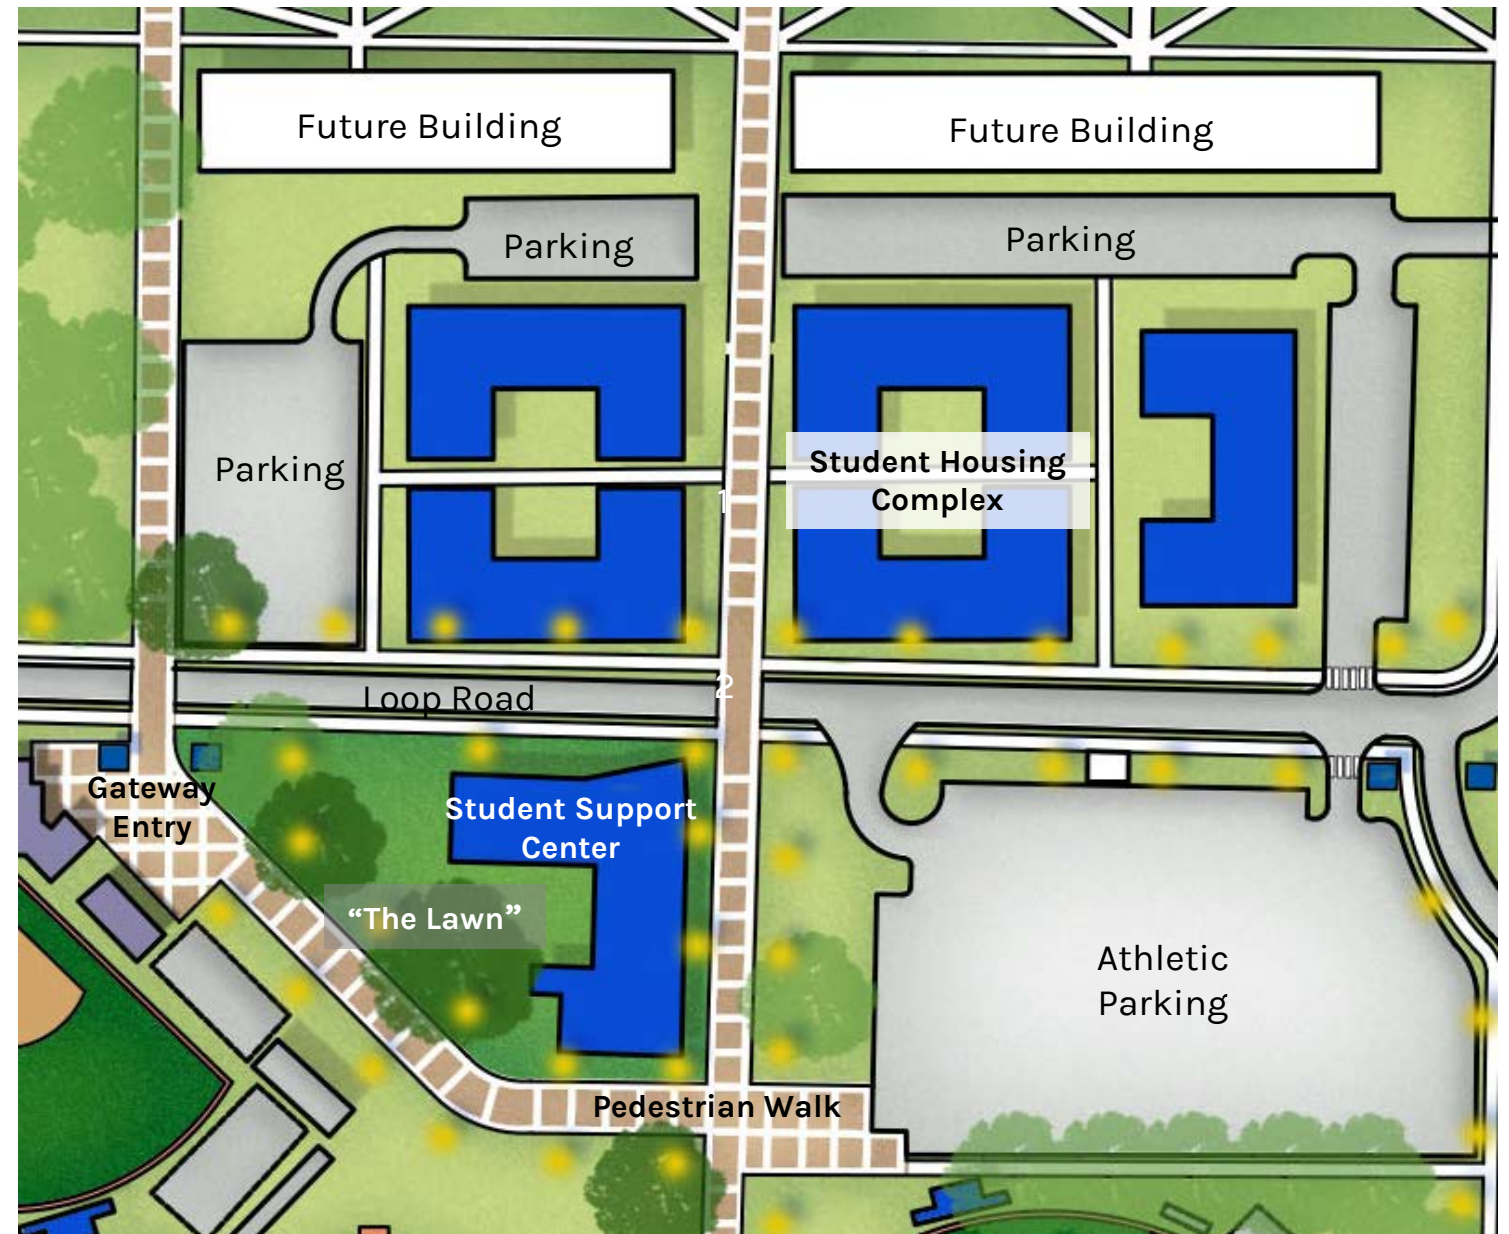 Future Building
Future Building
Parking
Parking
Parking
Student Housing
Complex
1
2
Loop Road
Gateway
Entry
Student Support
Center
“The Lawn”
Athletic
Parking
Pedestrian Walk